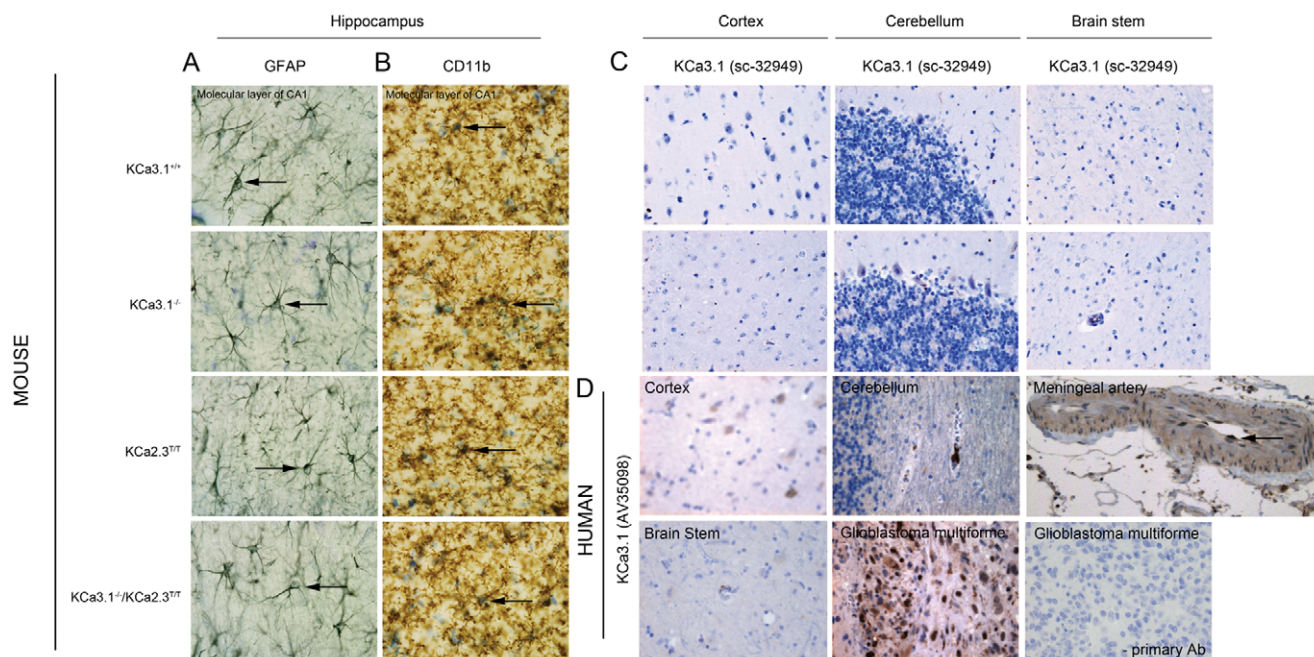 Hippocampus
Cortex
Cerebellum
Brain stem
A
GFAP
B
CD11b
C
KCa3.1 (sc-32949)
KCa3.1 (sc-32949)
KCa3.1 (sc-32949)
MOUSE
KCa3.1+/+
Molecular layer of CA1
Molecular layer of CA1
KCa3.1-/-
KCa2.3T/T
KCa3.1-/-/KCa2.3T/T
D
HUMAN
KCa3.1 (AV35098)
Cortex
Cerebellum
Meningeal artery
Brain Stem
Glioblastoma multiforme
Glioblastoma multiforme
- primary Ab